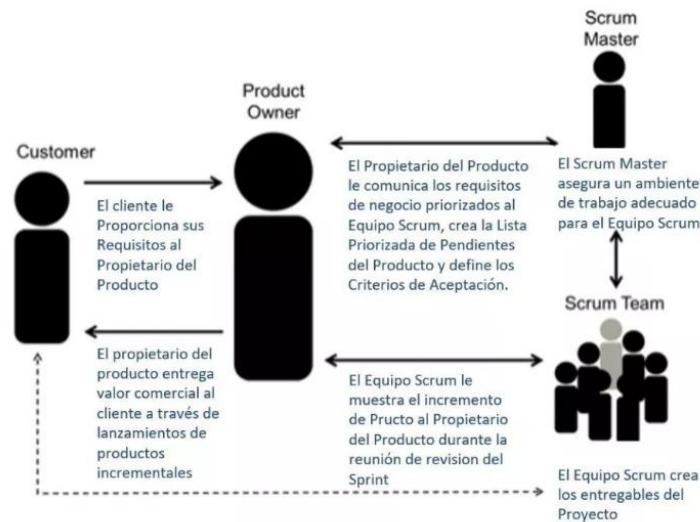 Scrum
Master
Product
Owner
Customer
El cliente le
Proporciona sus
Requisitos al
Propietario del
Producto
El Propietario del Producto
le comunica los requisitos
de negocio priorizados al
Equipo Scrum, crea la Lista
Priorizada de Pendientes
del Producto y define los
Criterios de Aceptación.
El Scrum Master
asegura un ambiente
de trabajo adecuado
para el Equipo Scrum
Scrum Team
El propietario del
producto entrega
valor comercial al
cliente a través de
lanzamientos de
productos
incrementales
El Equipo Scrum le
muestra el incremento
de Pructo al Propietario
del Producto durante la
reunión de revision del
Sprint
El Equipo Scrum crea
los entregables del
Proyecto